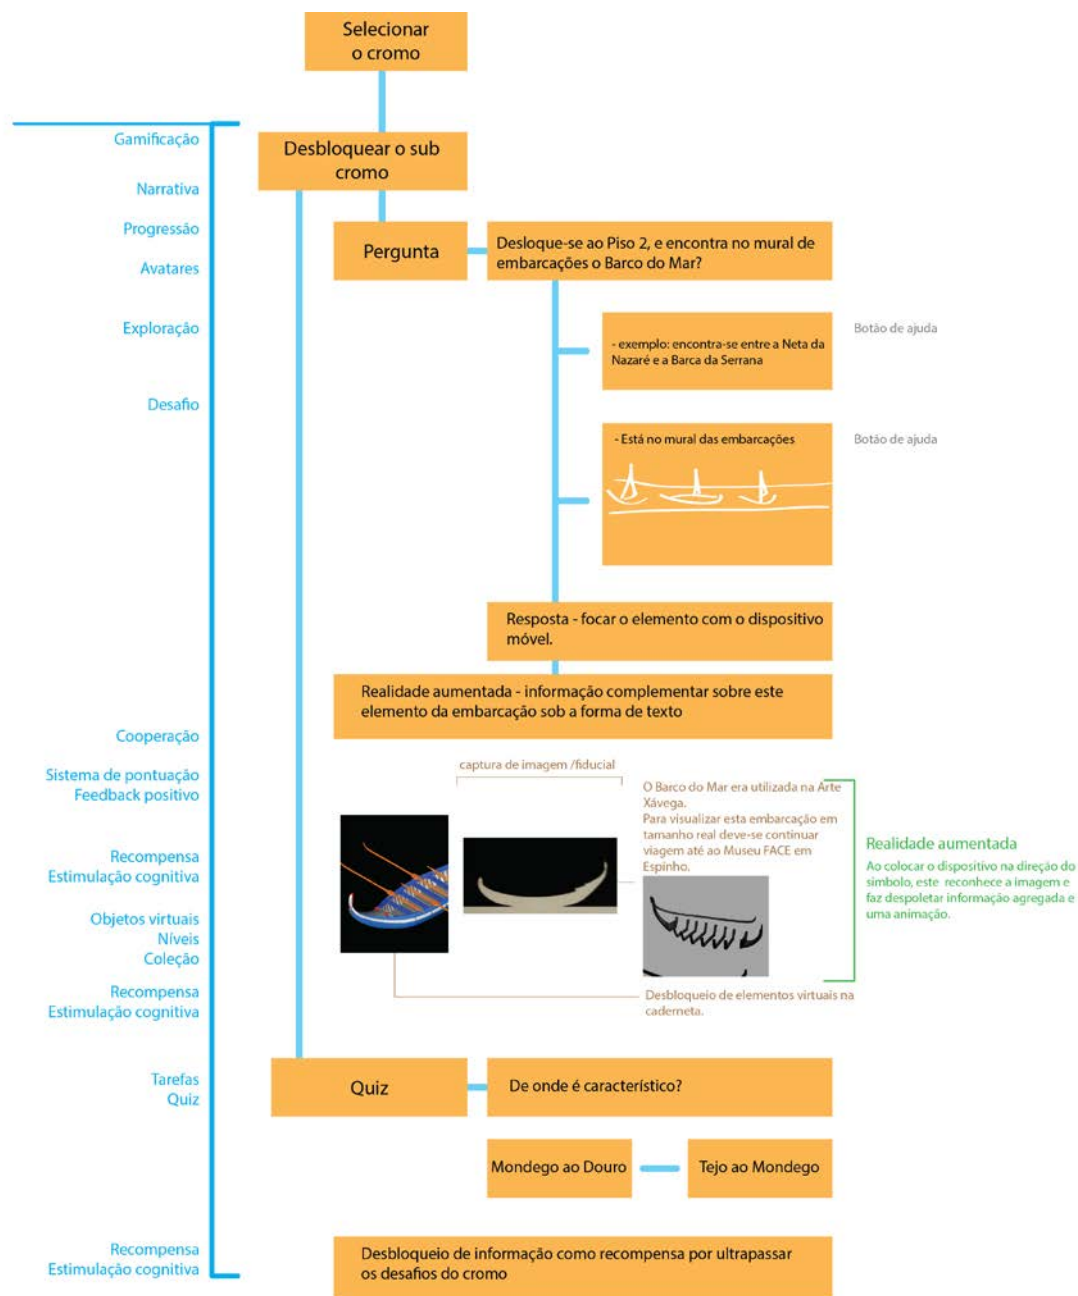 Selecionar
o cromo
Gamificação
Desbloquear o sub
cromo
Narrativa
Progressão
Pergunta
Desloque-se ao Piso 2, e encontra no mural de
embarcações o Barco do Mar?
Avatares
Exploração
- exemplo: encontra-se entre a Neta da
Nazaré e a Barca da Serrana
Botão de ajuda
Desafio
- Está no mural das embarcações
Botão de ajuda
Resposta - focar o elemento com o dispositivo
móvel.
Realidade aumentada - informação complementar sobre este
elemento da embarcação sob a forma de texto
Cooperação
Sistema de pontuação
Feedback positivo
captura de imagem /fiducial
O Barco do Mar era utilizada na Arte
Xávega.
Para visualizar esta embarcação em
tamanho real deve-se continuar
viagem até ao Museu FACE em
Espinho.
Realidade aumentada
Ao colocar o dispositivo na direção do
simbolo, este reconhece a imagem e
faz despoletar informação agregada e
uma animação.
Recompensa
Estimulação cognitiva
Objetos virtuais
Níveis
Coleção
Recompensa
Estimulação cognitiva
Desbloqueio de elementos virtuais na
caderneta.
Tarefas
Quiz
Quiz
De onde é característico?
Mondego ao Douro
Tejo ao Mondego
Recompensa
Estimulação cognitiva
Desbloqueio de informação como recompensa por ultrapassar
os desafios do cromo